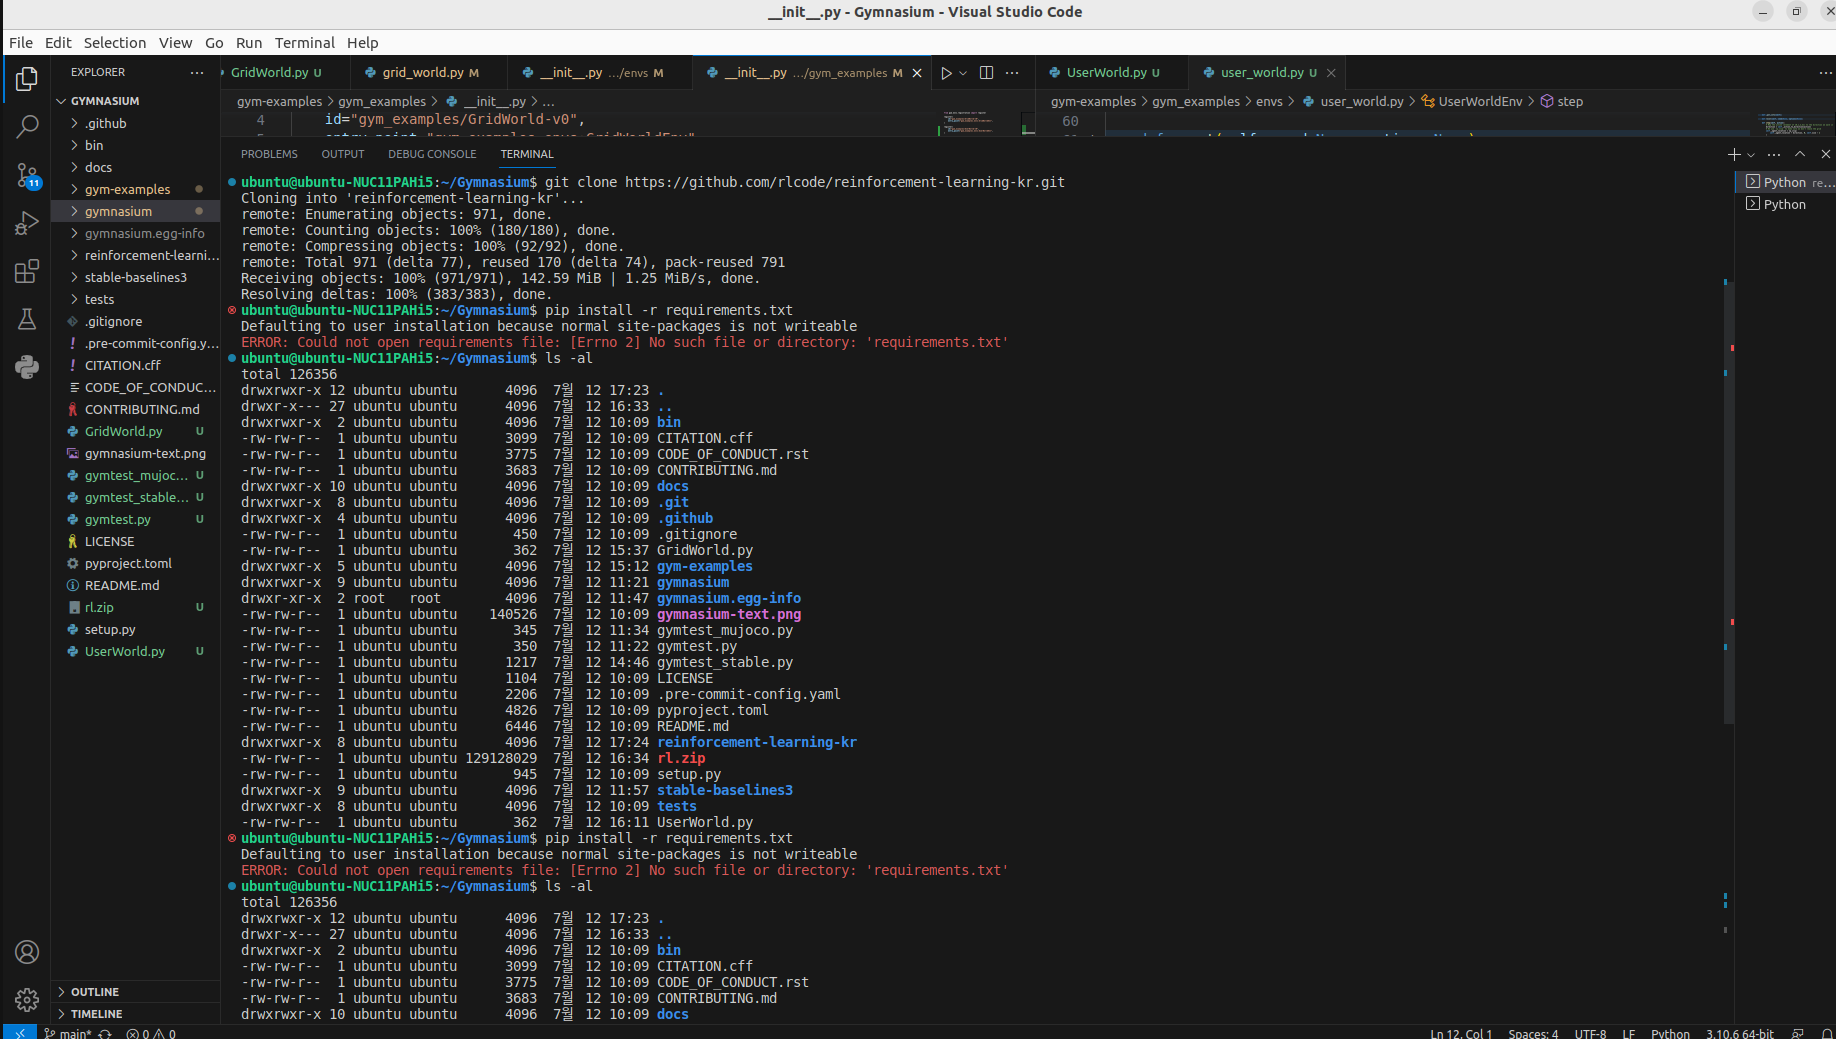 __init__.py - Gymnasium - Visual Studio Code
File Edit Selection View Go Run Terminal Help
EXPLORER
GYMNASIUM
.github
bin
docs
gym-examples
gymnasium
gymnasium.egg-info
reinforcement-learni...
stable-baselines3
tests
.gitignore
.pre-commit-config.y...
CITATION.cff
CODE_OF_CONDUC...
CONTRIBUTING.md
GridWorld.py U
gymnasium-text.png
gymtest_mujoc... U
gymtest_stable... U
gymtest.py U
LICENSE
pyproject.toml
README.md
rl.zip U
setup.py
UserWorld.py U
OUTLINE
TIMELINE
11
GridWorld.py U grid_world.py M __init__.py .../envs M __init__.py .../gym_examples M
gym-examples > gym_examples > __init__.py > ...
4 id="gym_examples/GridWorld-v0",
UserWorld.py U user_world.py U
gym-examples > gym_examples > envs > user_world.py > UserWorldEnv > step
60
PROBLEMS OUTPUT DEBUG CONSOLE TERMINAL
Python re...
Python
ubuntu@ubuntu-NUC11PAHi5:~/Gymnasium$ git clone https://github.com/rlcode/reinforcement-learning-kr.git
Cloning into 'reinforcement-learning-kr'...
remote: Enumerating objects: 971, done.
remote: Counting objects: 100% (180/180), done.
remote: Compressing objects: 100% (92/92), done.
remote: Total 971 (delta 77), reused 170 (delta 74), pack-reused 791
Receiving objects: 100% (971/971), 142.59 MiB | 1.25 MiB/s, done.
Resolving deltas: 100% (383/383), done.
ubuntu@ubuntu-NUC11PAHi5:~/Gymnasium$ pip install -r requirements.txt
Defaulting to user installation because normal site-packages is not writeable
ERROR: Could not open requirements file: [Errno 2] No such file or directory: 'requirements.txt'
ubuntu@ubuntu-NUC11PAHi5:~/Gymnasium$ ls -al
total 126356
drwxrwxr-x 12 ubuntu ubuntu 4096 7월 12 17:23 .
drwxr-x--- 27 ubuntu ubuntu 4096 7월 12 16:33 ..
drwxrwxr-x 2 ubuntu ubuntu 4096 7월 12 10:09 bin
-rw-rw-r-- 1 ubuntu ubuntu 3099 7월 12 10:09 CITATION.cff
-rw-rw-r-- 1 ubuntu ubuntu 3775 7월 12 10:09 CODE_OF_CONDUCT.rst
-rw-rw-r-- 1 ubuntu ubuntu 3683 7월 12 10:09 CONTRIBUTING.md
drwxrwxr-x 10 ubuntu ubuntu 4096 7월 12 10:09 docs
drwxrwxr-x 8 ubuntu ubuntu 4096 7월 12 10:09 .git
drwxrwxr-x 4 ubuntu ubuntu 4096 7월 12 10:09 .github
-rw-rw-r-- 1 ubuntu ubuntu 450 7월 12 10:09 .gitignore
-rw-rw-r-- 1 ubuntu ubuntu 362 7월 12 15:37 GridWorld.py
drwxrwxr-x 5 ubuntu ubuntu 4096 7월 12 15:12 gym-examples
drwxrwxr-x 9 ubuntu ubuntu 4096 7월 12 11:21 gymnasium
drwxr-xr-x 2 root root 4096 7월 12 11:47 gymnasium.egg-info
-rw-rw-r-- 1 ubuntu ubuntu 140526 7월 12 10:09 gymnasium-text.png
-rw-rw-r-- 1 ubuntu ubuntu 345 7월 12 11:34 gymtest_mujoco.py
-rw-rw-r-- 1 ubuntu ubuntu 350 7월 12 11:22 gymtest.py
-rw-rw-r-- 1 ubuntu ubuntu 1217 7월 12 14:46 gymtest_stable.py
-rw-rw-r-- 1 ubuntu ubuntu 1104 7월 12 10:09 LICENSE
-rw-rw-r-- 1 ubuntu ubuntu 2206 7월 12 10:09 .pre-commit-config.yaml
-rw-rw-r-- 1 ubuntu ubuntu 4826 7월 12 10:09 pyproject.toml
-rw-rw-r-- 1 ubuntu ubuntu 6446 7월 12 10:09 README.md
drwxrwxr-x 8 ubuntu ubuntu 4096 7월 12 17:24 reinforcement-learning-kr
-rw-rw-r-- 1 ubuntu ubuntu 129128029 7월 12 16:34 rl.zip
-rw-rw-r-- 1 ubuntu ubuntu 945 7월 12 10:09 setup.py
drwxrwxr-x 9 ubuntu ubuntu 4096 7월 12 11:57 stable-baselines3
drwxrwxr-x 8 ubuntu ubuntu 4096 7월 12 10:09 tests
-rw-rw-r-- 1 ubuntu ubuntu 362 7월 12 16:11 UserWorld.py
ubuntu@ubuntu-NUC11PAHi5:~/Gymnasium$ pip install -r requirements.txt
Defaulting to user installation because normal site-packages is not writeable
ERROR: Could not open requirements file: [Errno 2] No such file or directory: 'requirements.txt'
ubuntu@ubuntu-NUC11PAHi5:~/Gymnasium$ ls -al
total 126356
drwxrwxr-x 12 ubuntu ubuntu 4096 7월 12 17:23 .
drwxr-x--- 27 ubuntu ubuntu 4096 7월 12 16:33 ..
drwxrwxr-x 2 ubuntu ubuntu 4096 7월 12 10:09 bin
-rw-rw-r-- 1 ubuntu ubuntu 3099 7월 12 10:09 CITATION.cff
-rw-rw-r-- 1 ubuntu ubuntu 3775 7월 12 10:09 CODE_OF_CONDUCT.rst
-rw-rw-r-- 1 ubuntu ubuntu 3683 7월 12 10:09 CONTRIBUTING.md
drwxrwxr-x 10 ubuntu ubuntu 4096 7월 12 10:09 docs
main* 0 0 Ln 12, Col 1 Spaces: 4 UTF-8 LF Python 3.10.6 64-bit